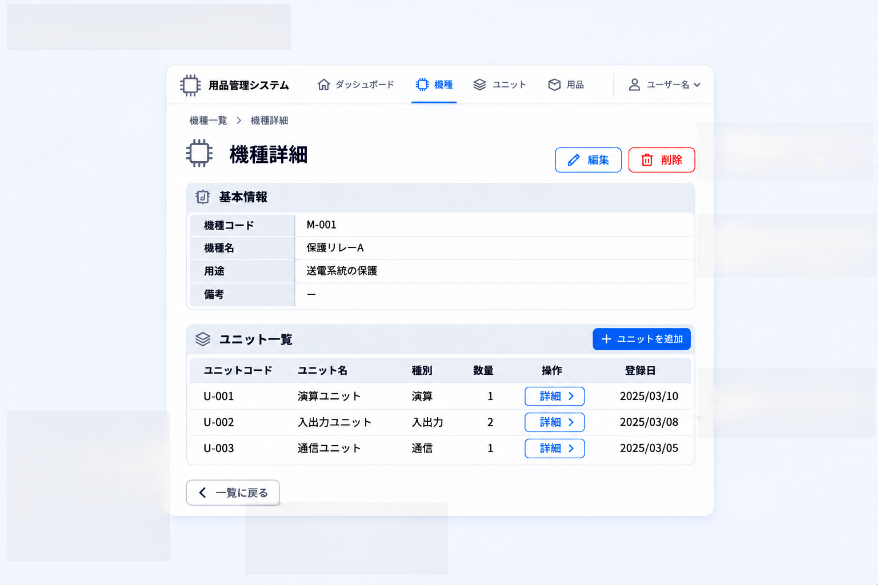 用品管理システム ダッシュボード 機種 ユニット 用品 ユーザー名
機種一覧 > 機種詳細
機種詳細 編集 削除
基本情報
機種コード M-001
機種名 保護リレーA
用途 送電系統の保護
備考 —
ユニット一覧 + ユニットを追加
ユニットコード ユニット名 種別 数量 操作 登録日
U-001 演算ユニット 演算 1 詳細 > 2025/03/10
U-002 入出力ユニット 入出力 2 詳細 > 2025/03/08
U-003 通信ユニット 通信 1 詳細 > 2025/03/05
一覧に戻る